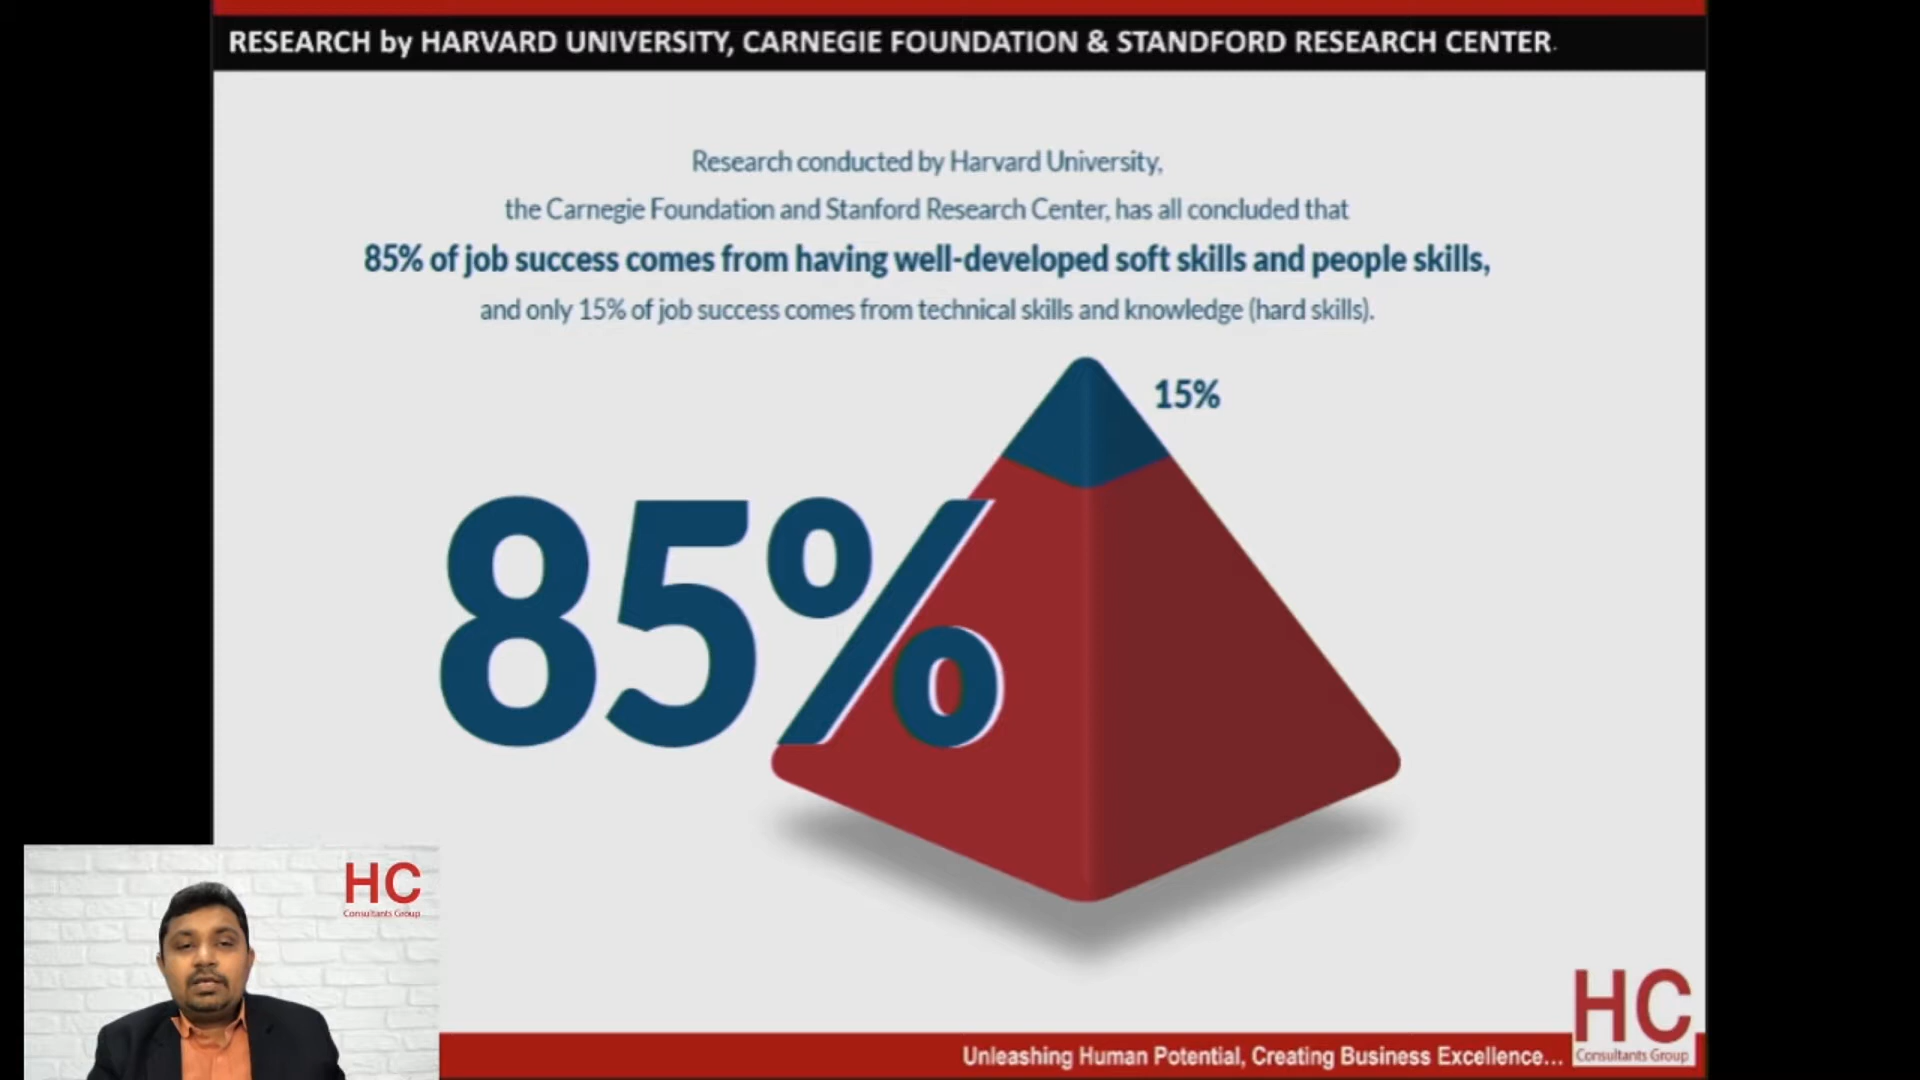 RESEARCH by HARVARD UNIVERSITY, CARNEGIE FOUNDATION & STANDFORD RESEARCH CENTER.
Research conducted by Harvard University,
the Carnegie Foundation and Stanford Research Center, has all concluded that
85% of job success comes from having well-developed soft skills and people skills,
and only 15% of job success comes from technical skills and knowledge (hard skills).
15%
85%
HC
Consultants Group
HC
Consultants Group
Unleashing Human Potential, Creating Business Excellence...